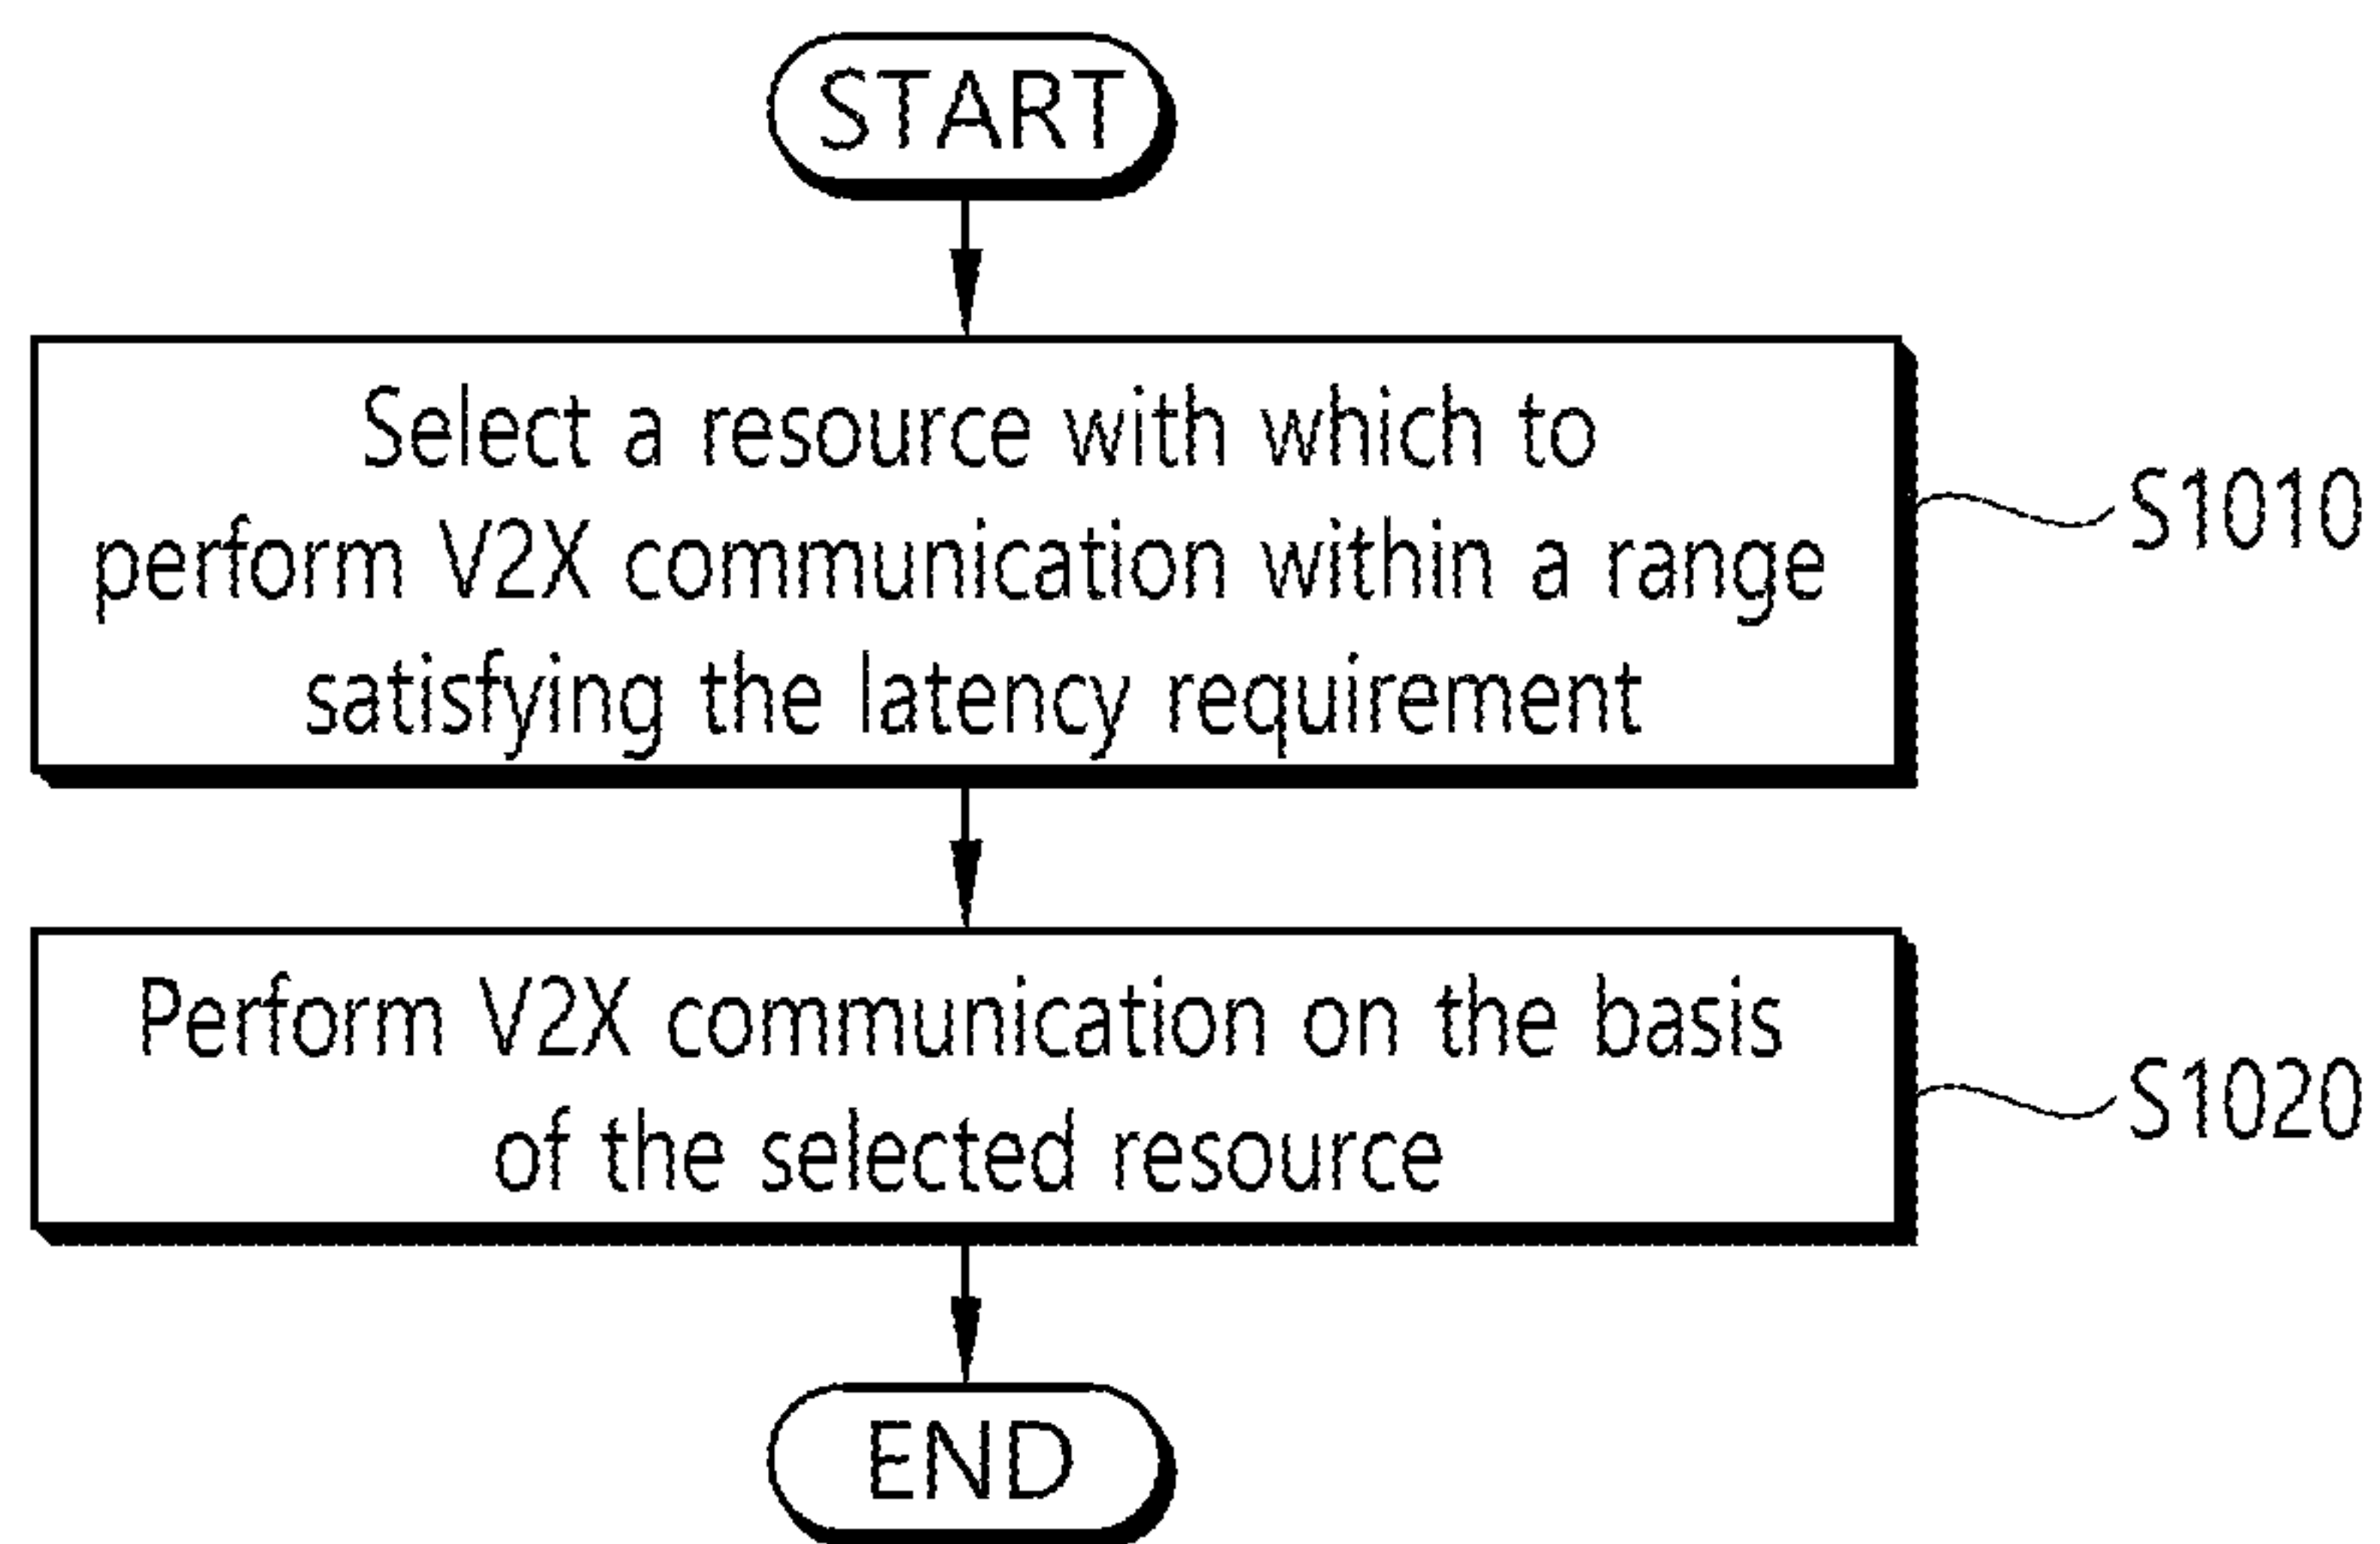 START
Select a resource with which to
perform V2X communication within a range
satisfying the latency requirement
S1010
Perform V2X communication on the basis
of the selected resource
S1020
END